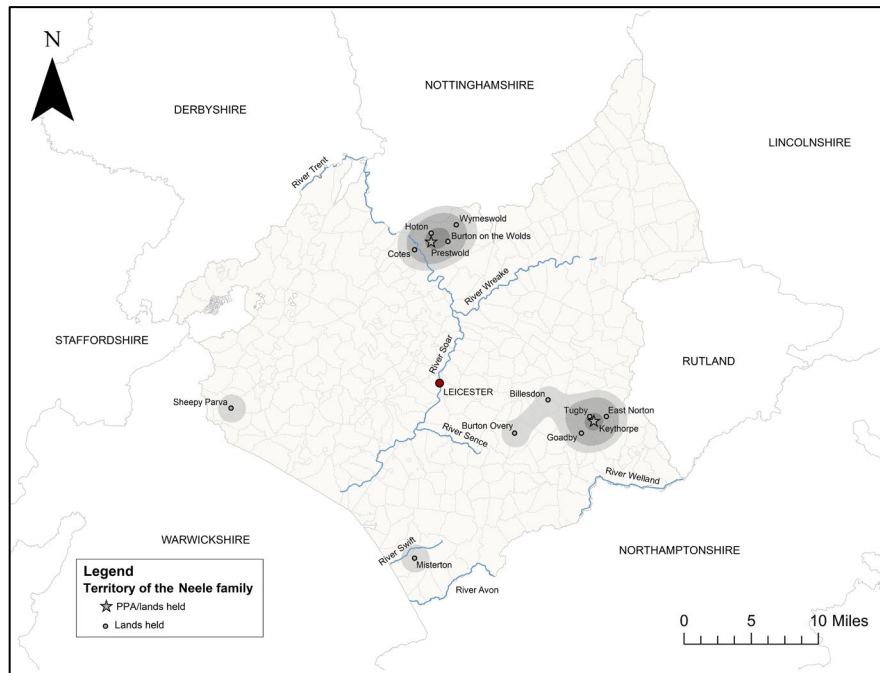 N
NOTTINGHAMSHIRE
DERBYSHIRE
LINCOLNSHIRE
River Trent
Wymeswold
Hoton
Burton on the Wolds
Prestwold
Cotes
River Wreake
STAFFORDSHIRE
RUTLAND
River Soar
LEICESTER
Billesdon
Sheepy Parva
Tugby
East Norton
Keythorpe
Burton Overy
River Sence
Goadby
River Welland
WARWICKSHIRE
River Swift
NORTHAMPTONSHIRE
Misterton
River Avon
Legend
Territory of the Neele family
PPA/lands held
Lands held
0 5 10 Miles